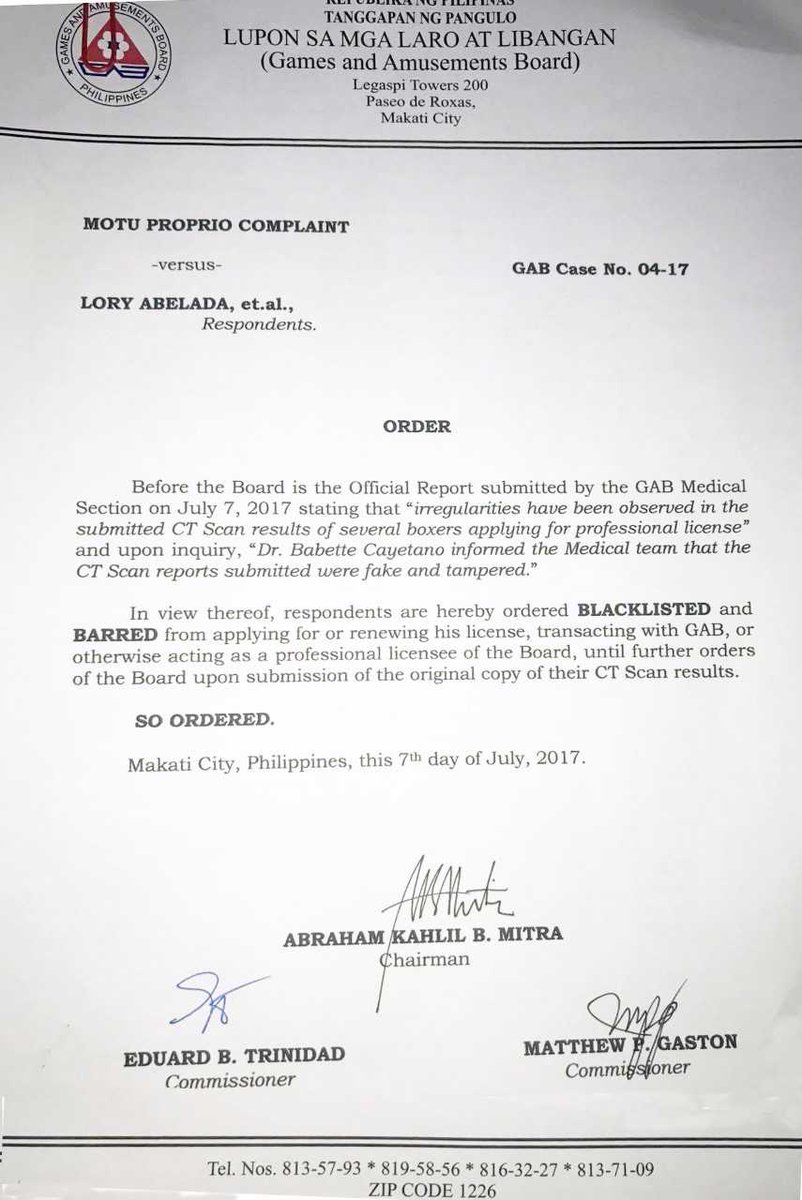 REPUBLIKA NG PILIPINAS
TANGGAPAN NG PANGULO
LUPON SA MGA LARO AT LIBANGAN
(Games and Amusements Board)
Legaspi Towers 200
Paseo de Roxas,
Makati City
GAMES AND AMUSEMENTS BOARD
PHILIPPINES
MOTU PROPRIO COMPLAINT
-versus-
GAB Case No. 04-17
LORY ABELADA, et.al.,
Respondents.
ORDER
Before the Board is the Official Report submitted by the GAB Medical
Section on July 7, 2017 stating that “irregularities have been observed in the
submitted CT Scan results of several boxers applying for professional license”
and upon inquiry, “Dr. Babette Cayetano informed the Medical team that the
CT Scan reports submitted were fake and tampered.”
In view thereof, respondents are hereby ordered BLACKLISTED and
BARRED from applying for or renewing his license, transacting with GAB, or
otherwise acting as a professional licensee of the Board, until further orders
of the Board upon submission of the original copy of their CT Scan results.
SO ORDERED.
Makati City, Philippines, this 7th day of July, 2017.
ABRAHAM KAHLIL B. MITRA
Chairman
EDUARD B. TRINIDAD
Commissioner
MATTHEW P. GASTON
Commissioner
Tel. Nos. 813-57-93 * 819-58-56 * 816-32-27 * 813-71-09
ZIP CODE 1226